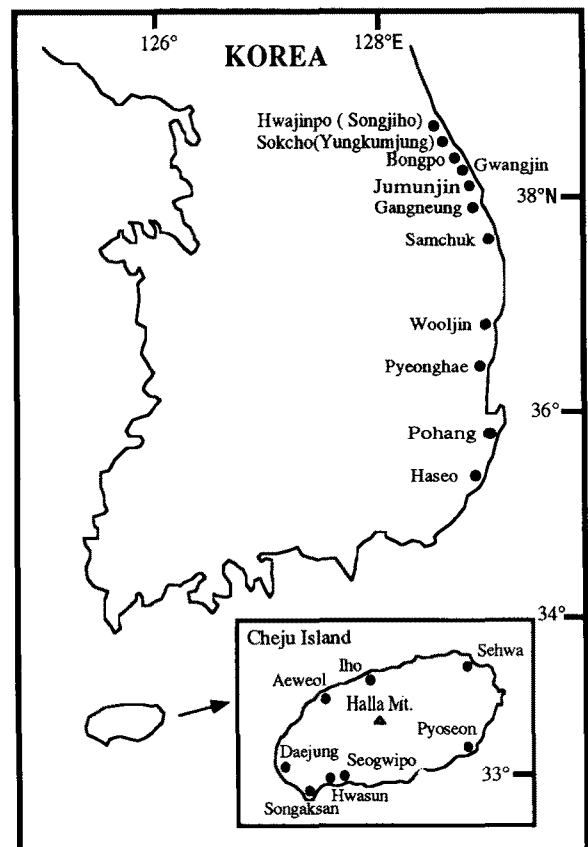 126°
128°E
KOREA
Hwajinpo ( Songjiho)
Sokcho(Yungkumjung)
Bongpo
Gwangjin
Jumunjin
38°N
Gangneung
Samchuk
Wooljin
Pyeonghae
36°
Pohang
Haseo
34°
Cheju Island
Sehwa
Iho
Aeweol
Halla Mt.
Pyoseon
Daejung
Seogwipo
33°
Hwasun
Songaksan